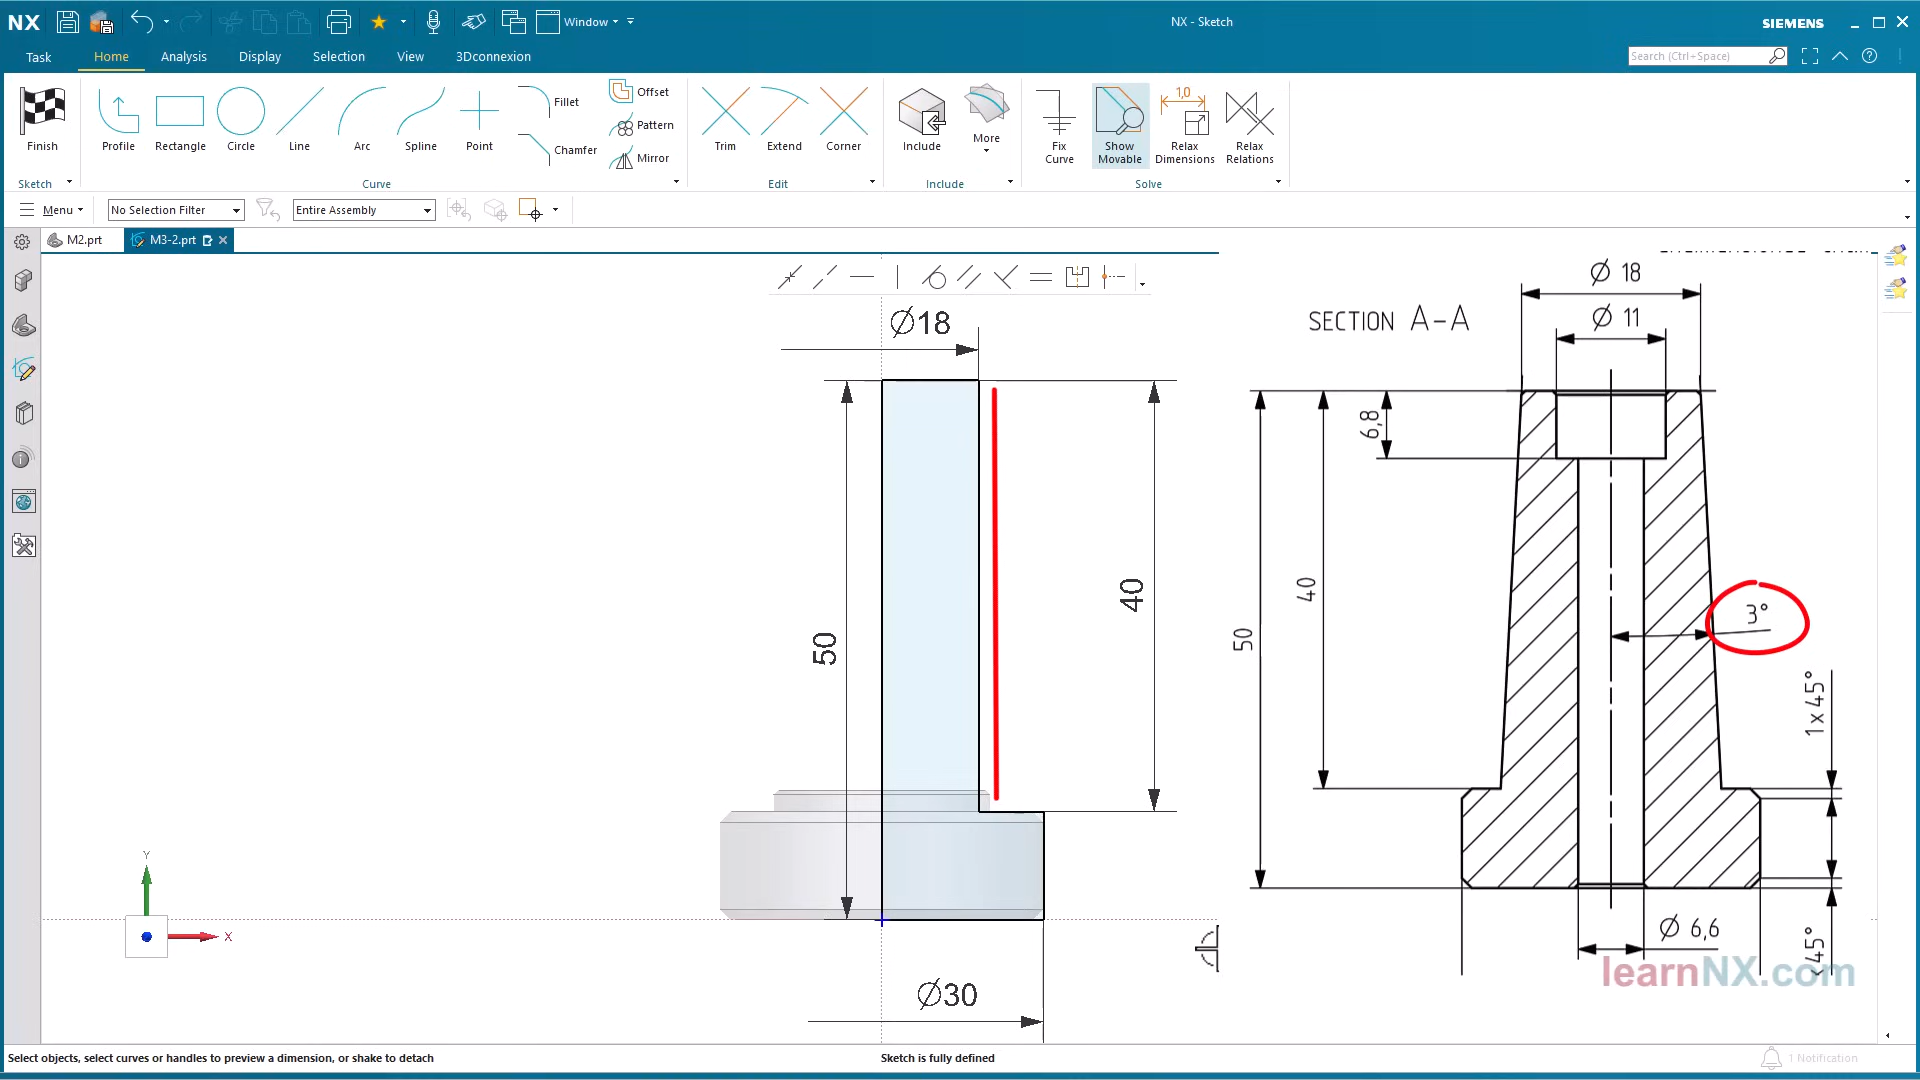 NX
Window
NX - Sketch
SIEMENS
Task
Home
Analysis
Display
Selection
View
3Dconnexion
Search (Ctrl+Space)
Finish
Profile
Rectangle
Circle
Line
Arc
Spline
Point
Fillet
Chamfer
Offset
Pattern
Mirror
Trim
Extend
Corner
Include
More
Fix
Curve
Show
Movable
1,0
Relax
Dimensions
Relax
Relations
Sketch
Curve
Edit
Include
Solve
Menu
No Selection Filter
Entire Assembly
M2.prt
M3-2.prt
Ø18
50
40
Ø30
Y
X
SECTION A-A
Ø 18
Ø 11
6,8
40
50
3°
1x45°
Ø 6,6
45°
learnNX.com
Select objects, select curves or handles to preview a dimension, or shake to detach
Sketch is fully defined
1 Notification